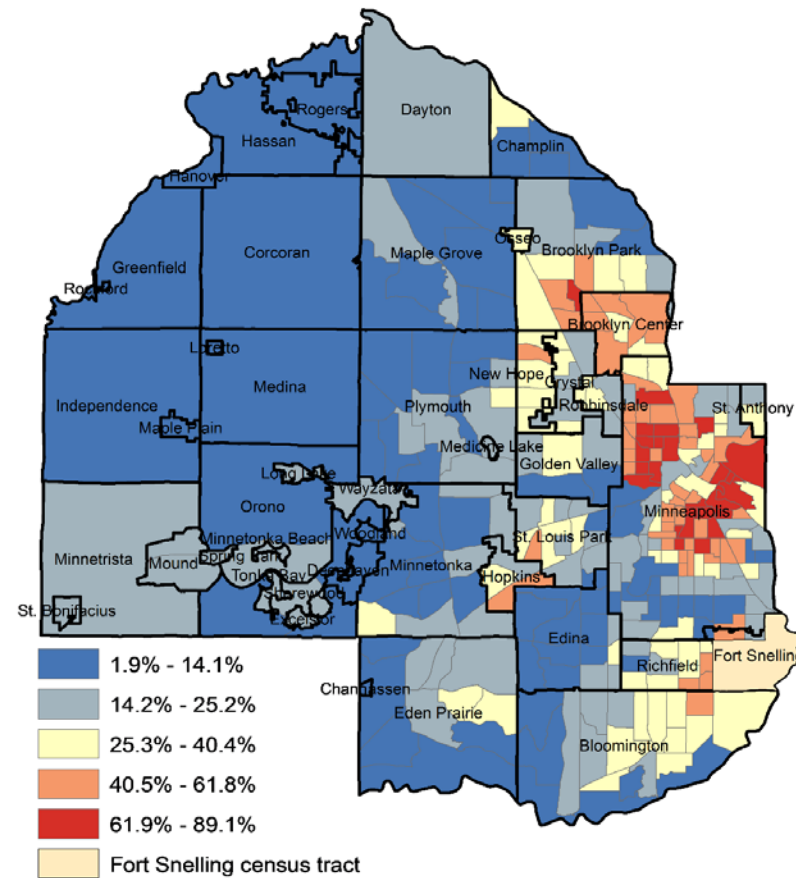 Dayton
Rogers
Hassan
Champlin
Hanover
Osseo
Brooklyn Park
Corcoran
Maple Grove
Greenfield
Rockford
Brooklyn Center
Loretto
New Hope
Crystal
Medina
Independence
Plymouth
Robbinsdale
St. Anthony
Maple Plain
Medicine Lake
Golden Valley
Long Lake
Wayzata
Orono
Minneapolis
Woodland
Minnetonka Beach
St. Louis Park
Minnetrista
Mound
Spring Park
Minnetonka
Deephaven
Tonka Bay
Hopkins
Shorewood
St. Bonifacius
Excelsior
Edina
Fort Snelling
Richfield
Chanhassen
Eden Prairie
Bloomington
1.9% - 14.1%
14.2% - 25.2%
25.3% - 40.4%
40.5% - 61.8%
61.9% - 89.1%
Fort Snelling census tract